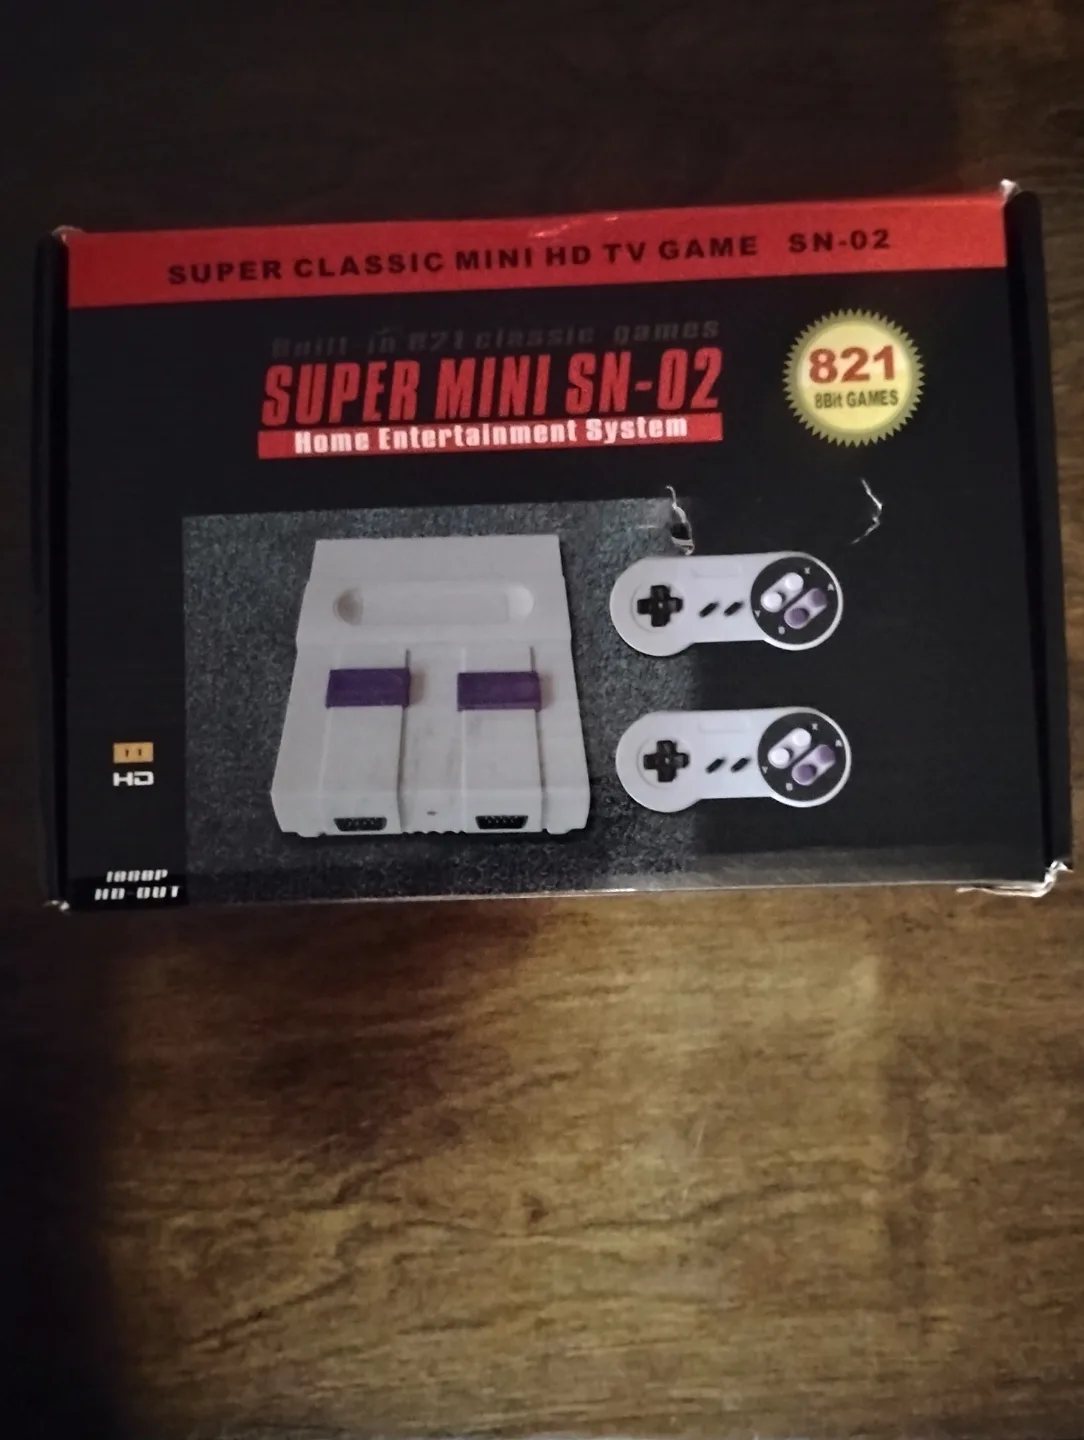 SUPER CLASSIC MINI HD TV GAME SN-02
Built-in 821 classic games
SUPER MINI SN-02
Home Entertainment System
821
8Bit GAMES
X
A
Y
B
X
A
Y
B
HD
1080P
HD-OUT